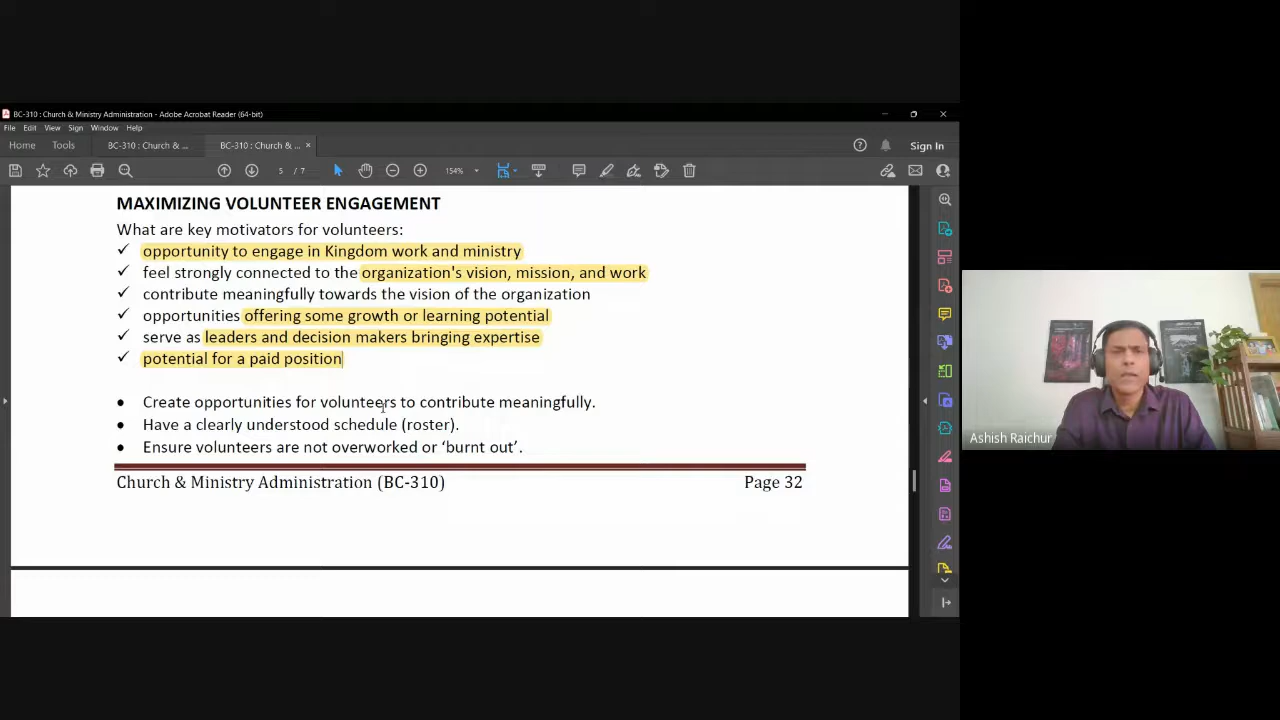 BC-310 : Church & Ministry Administration - Adobe Acrobat Reader (64-bit)
File Edit View Sign Window Help
Home Tools BC-310 : Church & ... BC-310 : Church & ... × Sign In
5 / 7 154%
MAXIMIZING VOLUNTEER ENGAGEMENT
What are key motivators for volunteers:
✓ opportunity to engage in Kingdom work and ministry
✓ feel strongly connected to the organization's vision, mission, and work
✓ contribute meaningfully towards the vision of the organization
✓ opportunities offering some growth or learning potential
✓ serve as leaders and decision makers bringing expertise
✓ potential for a paid position
• Create opportunities for volunteers to contribute meaningfully.
• Have a clearly understood schedule (roster).
• Ensure volunteers are not overworked or ‘burnt out’.
Church & Ministry Administration (BC-310) Page 32
Ashish Raichur